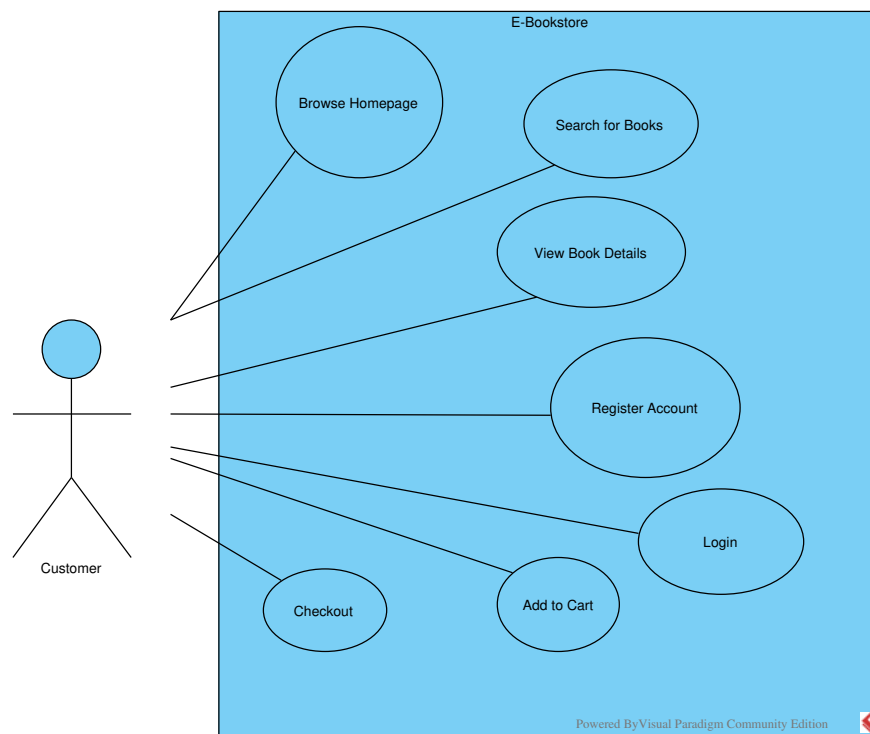 E-Bookstore
Browse Homepage
Search for Books
View Book Details
Register Account
Login
Customer
Checkout
Add to Cart
Powered ByVisual Paradigm Community Edition